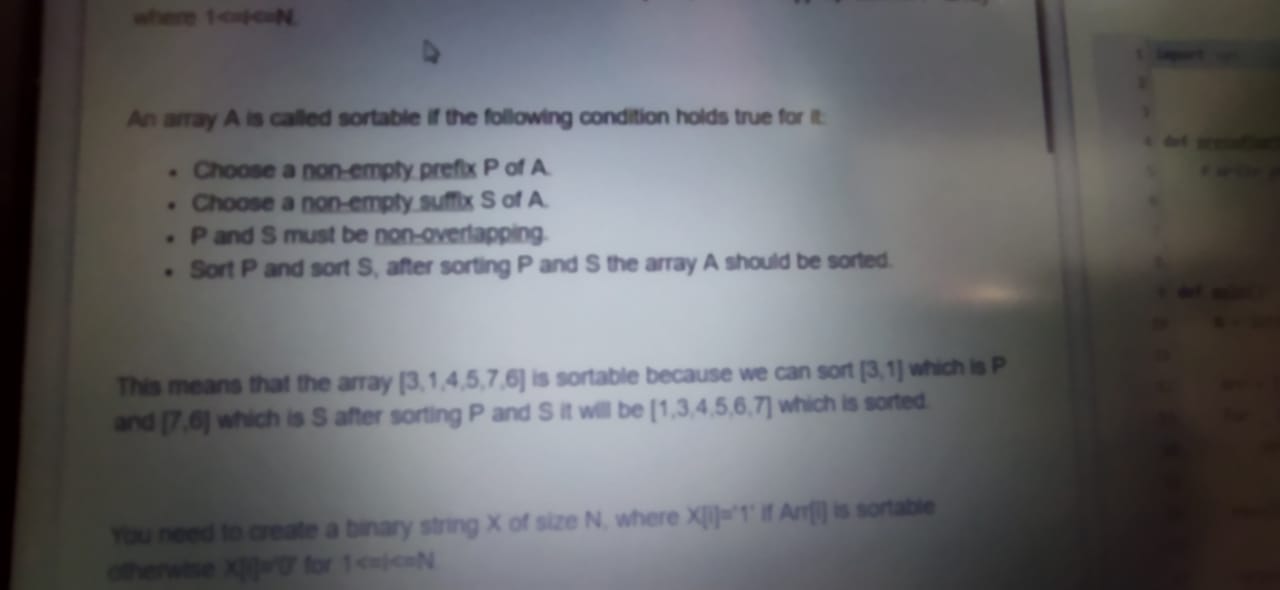 where 1<=i<=N.
An array A is called sortable if the following condition holds true for it:
• Choose a non-empty prefix P of A.
• Choose a non-empty suffix S of A.
• P and S must be non-overlapping.
• Sort P and sort S, after sorting P and S the array A should be sorted.
This means that the array [3,1,4,5,7,6] is sortable because we can sort [3,1] which is P
and [7,6] which is S after sorting P and S it will be [1,3,4,5,6,7] which is sorted.
You need to create a binary string X of size N, where X[i]='1' if Arr[i] is sortable
otherwise X[i]='0' for 1<=i<=N
1 import
4 def
def